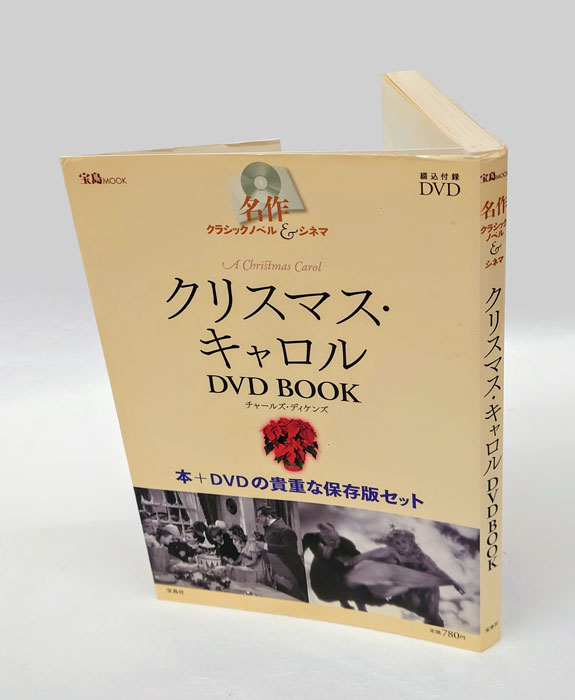 宝島MOOK
綴込付録
DVD
名作
クラシックノベル&シネマ
A Christmas Carol
クリスマス・
キャロル
DVD BOOK
チャールズ・ディケンズ
本+DVDの貴重な保存版セット
宝島社
定価780円
宝島MOOK
名作
クラシック
ノベル
&
シネマ
クリスマス・キャロル DVD BOOK
宝島社